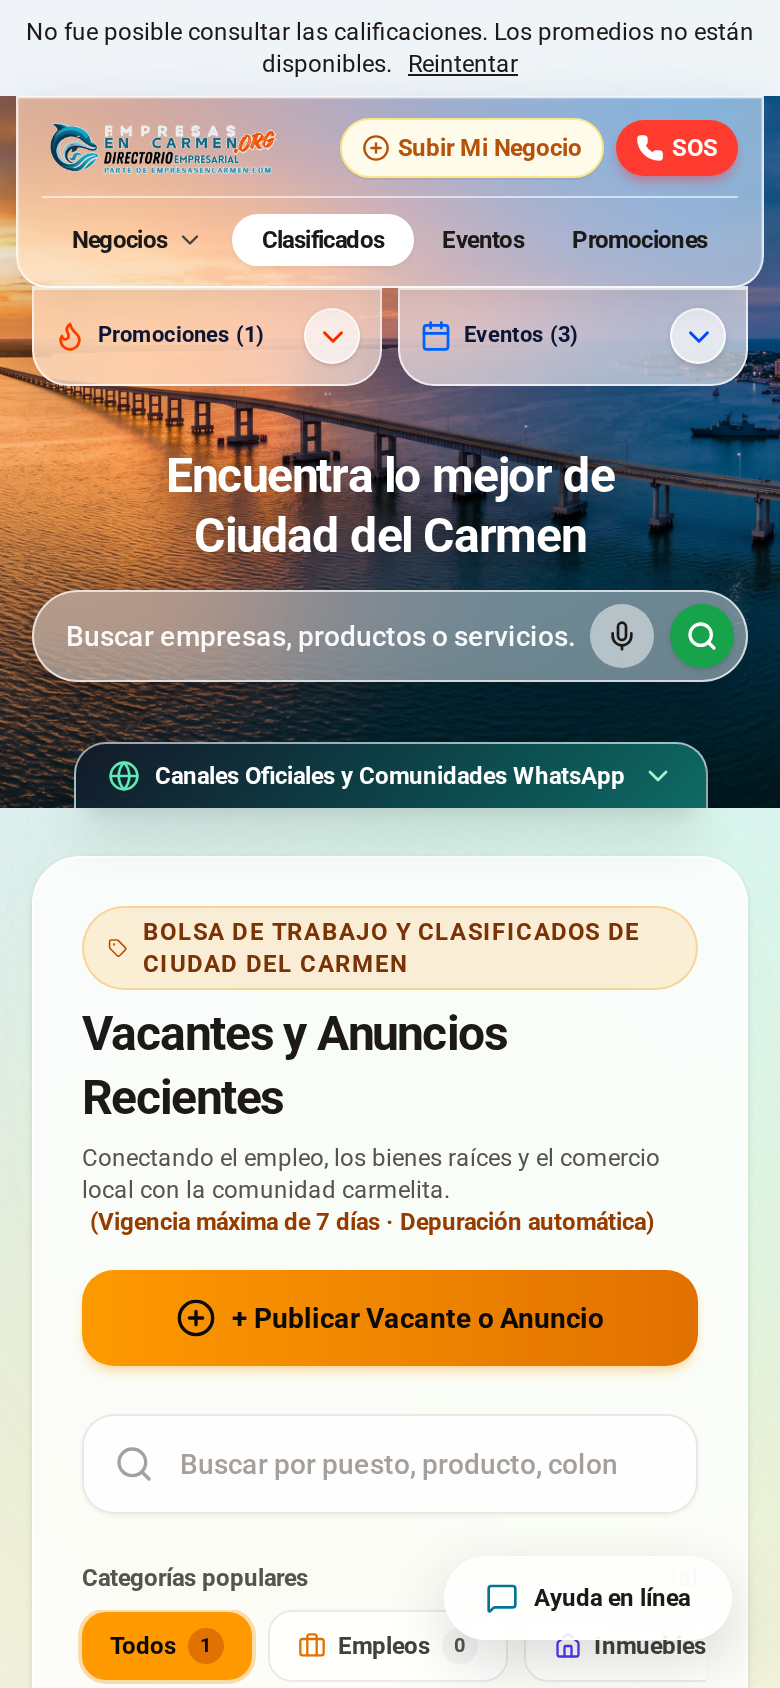 No fue posible consultar las calificaciones. Los promedios no están
disponibles. Reintentar
EMPRESAS
EN CARMEN.ORG
DIRECTORIO EMPRESARIAL
PARTE DE EMPRESASENCARMEN.COM
Subir Mi Negocio
SOS
Negocios
Clasificados
Eventos
Promociones
Promociones (1)
Eventos (3)
Encuentra lo mejor de
Ciudad del Carmen
Buscar empresas, productos o servicios.
Canales Oficiales y Comunidades WhatsApp
BOLSA DE TRABAJO Y CLASIFICADOS DE
CIUDAD DEL CARMEN
Vacantes y Anuncios
Recientes
Conectando el empleo, los bienes raíces y el comercio
local con la comunidad carmelita.
(Vigencia máxima de 7 días · Depuración automática)
+ Publicar Vacante o Anuncio
Buscar por puesto, producto, colon
Categorías populares
Ayuda en línea
Todos 1
Empleos 0
Inmuebles